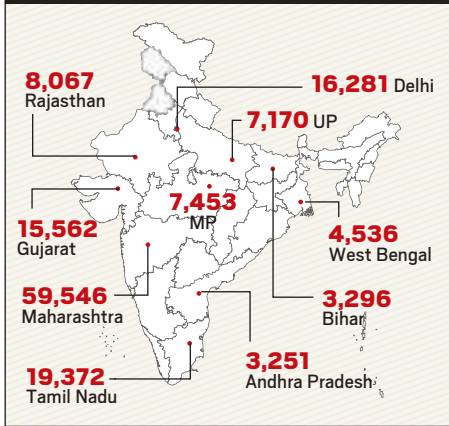 8,067
Rajasthan
16,281 Delhi
7,170 UP
7,453
MP
15,562
Gujarat
4,536
West Bengal
59,546
Maharashtra
3,296
Bihar
19,372
Tamil Nadu
3,251
Andhra Pradesh